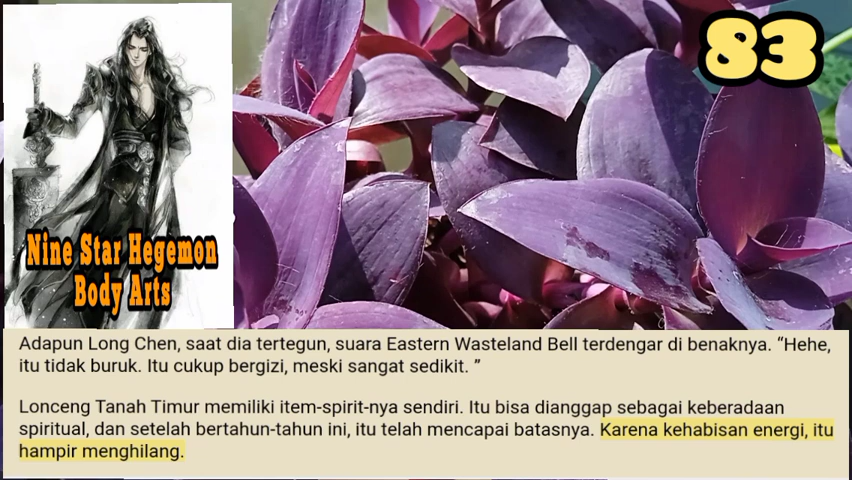 83
Nine Star Hegemon
Body Arts
Adapun Long Chen, saat dia tertegun, suara Eastern Wasteland Bell terdengar di benaknya. “Hehe,
itu tidak buruk. Itu cukup bergizi, meski sangat sedikit. ”
Lonceng Tanah Timur memiliki item-spirit-nya sendiri. Itu bisa dianggap sebagai keberadaan
spiritual, dan setelah bertahun-tahun ini, itu telah mencapai batasnya. Karena kehabisan energi, itu
hampir menghilang.